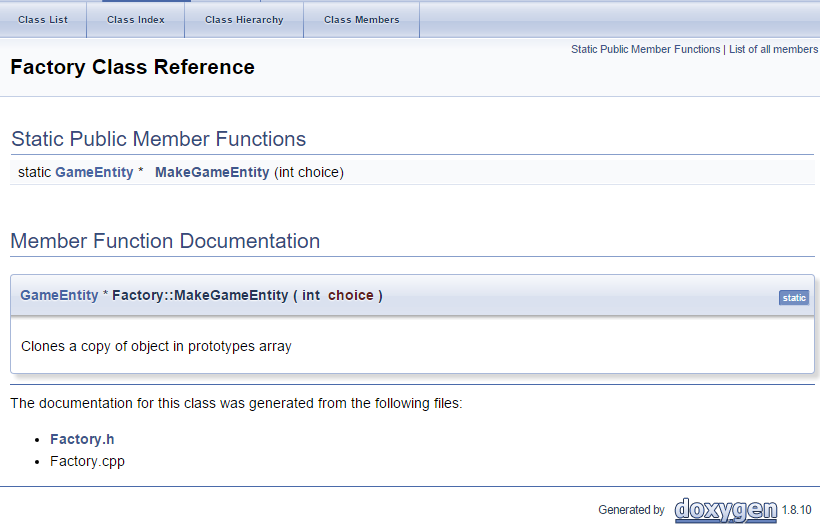 Class List Class Index Class Hierarchy Class Members
Static Public Member Functions | List of all members
Factory Class Reference
Static Public Member Functions
static GameEntity * MakeGameEntity (int choice)
Member Function Documentation
GameEntity * Factory::MakeGameEntity ( int choice ) static
Clones a copy of object in prototypes array
The documentation for this class was generated from the following files:
• Factory.h
• Factory.cpp
Generated by doxygen 1.8.10